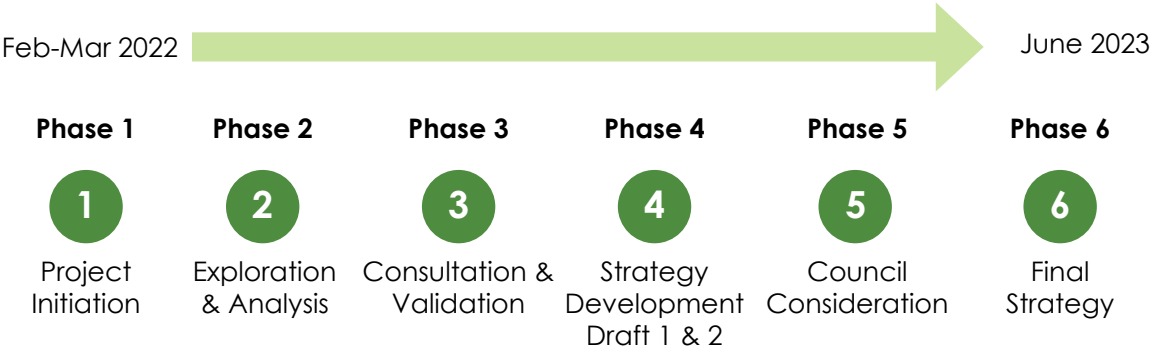 Feb-Mar 2022
June 2023
Phase 1
Phase 2
Phase 3
Phase 4
Phase 5
Phase 6
1
2
3
4
5
6
Project
Initiation
Exploration
& Analysis
Consultation &
Validation
Strategy
Development
Draft 1 & 2
Council
Consideration
Final
Strategy